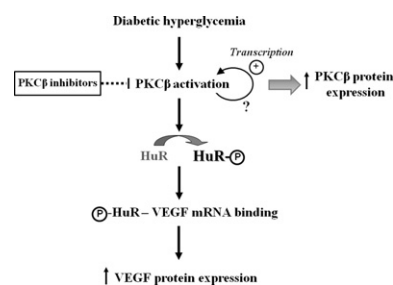 Diabetic hyperglycemia
Transcription
+
PKCβ inhibitors
PKCβ activation
?
↑ PKCβ protein
expression
HuR
HuR-P
P-HuR – VEGF mRNA binding
↑ VEGF protein expression